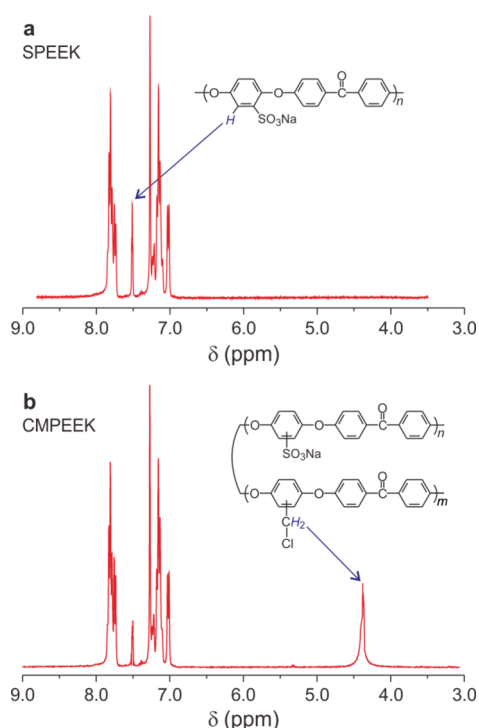 a
SPEEK
O
O
O
C
n
H
SO3Na
9.0 8.0 7.0 6.0 5.0 4.0 3.0
δ (ppm)
b
CMPEEK
O
O
O
C
n
SO3Na
O
O
O
C
m
CH2
Cl
9.0 8.0 7.0 6.0 5.0 4.0 3.0
δ (ppm)